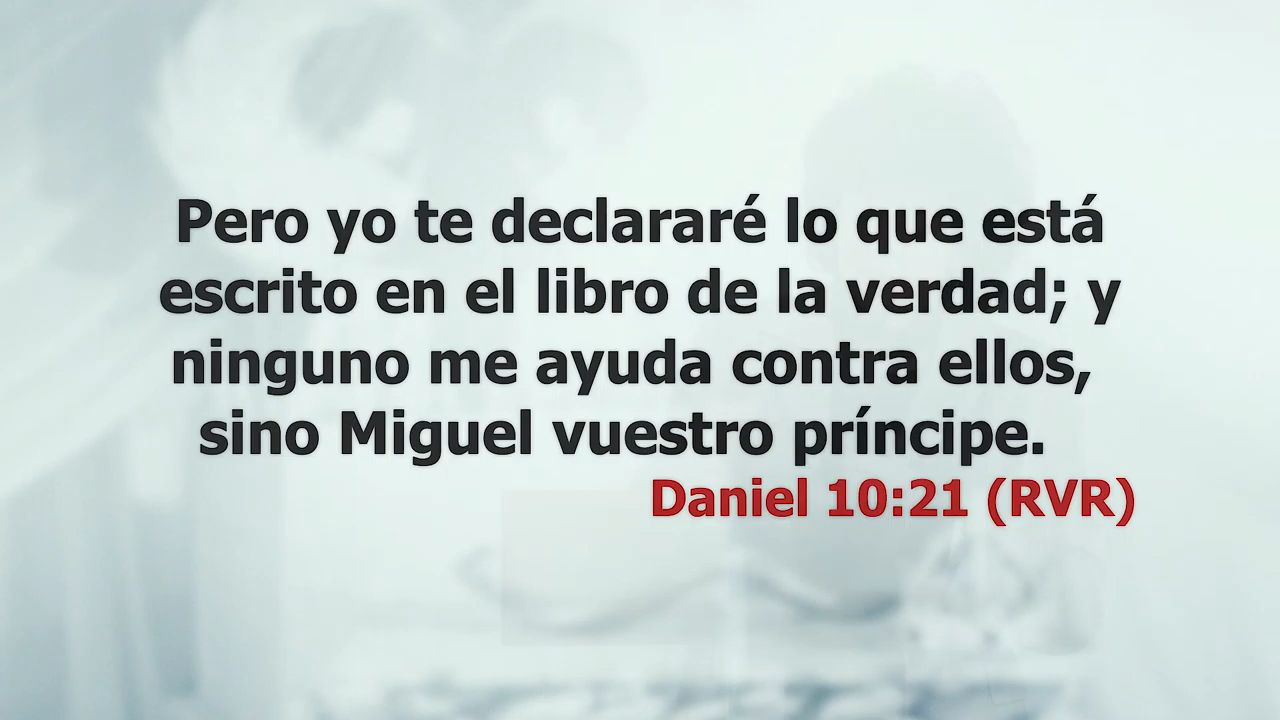 Pero yo te declararé lo que está
escrito en el libro de la verdad; y
ninguno me ayuda contra ellos,
sino Miguel vuestro príncipe.
Daniel 10:21 (RVR)